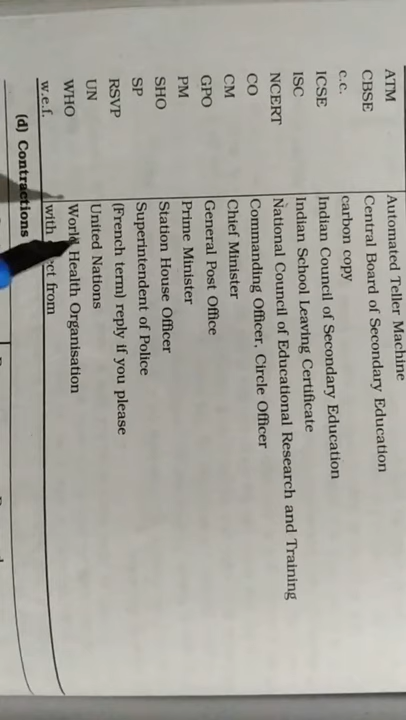 ATM Automated Teller Machine
CBSE Central Board of Secondary Education
c.c. carbon copy
ICSE Indian Council of Secondary Education
ISC Indian School Leaving Certificate
NCERT National Council of Educational Research and Training
CO Commanding Officer, Circle Officer
CM Chief Minister
GPO General Post Office
PM Prime Minister
SHO Station House Officer
SP Superintendent of Police
RSVP (French term) reply if you please
UN United Nations
WHO World Health Organisation
w.e.f. with from
(d) Contractions